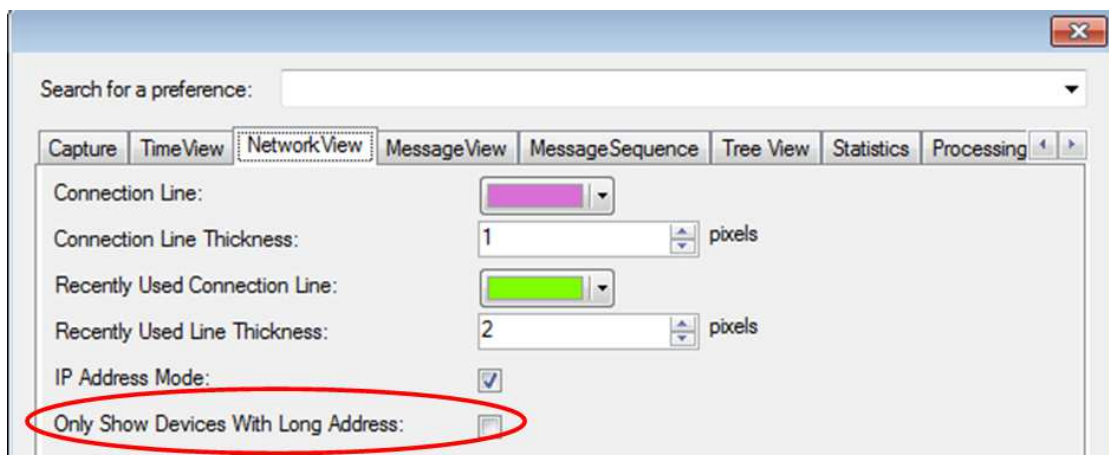 Search for a preference:
Capture TimeView NetworkView MessageView MessageSequence Tree View Statistics Processing
Connection Line:
Connection Line Thickness: 1 pixels
Recently Used Connection Line:
Recently Used Line Thickness: 2 pixels
IP Address Mode:
Only Show Devices With Long Address: